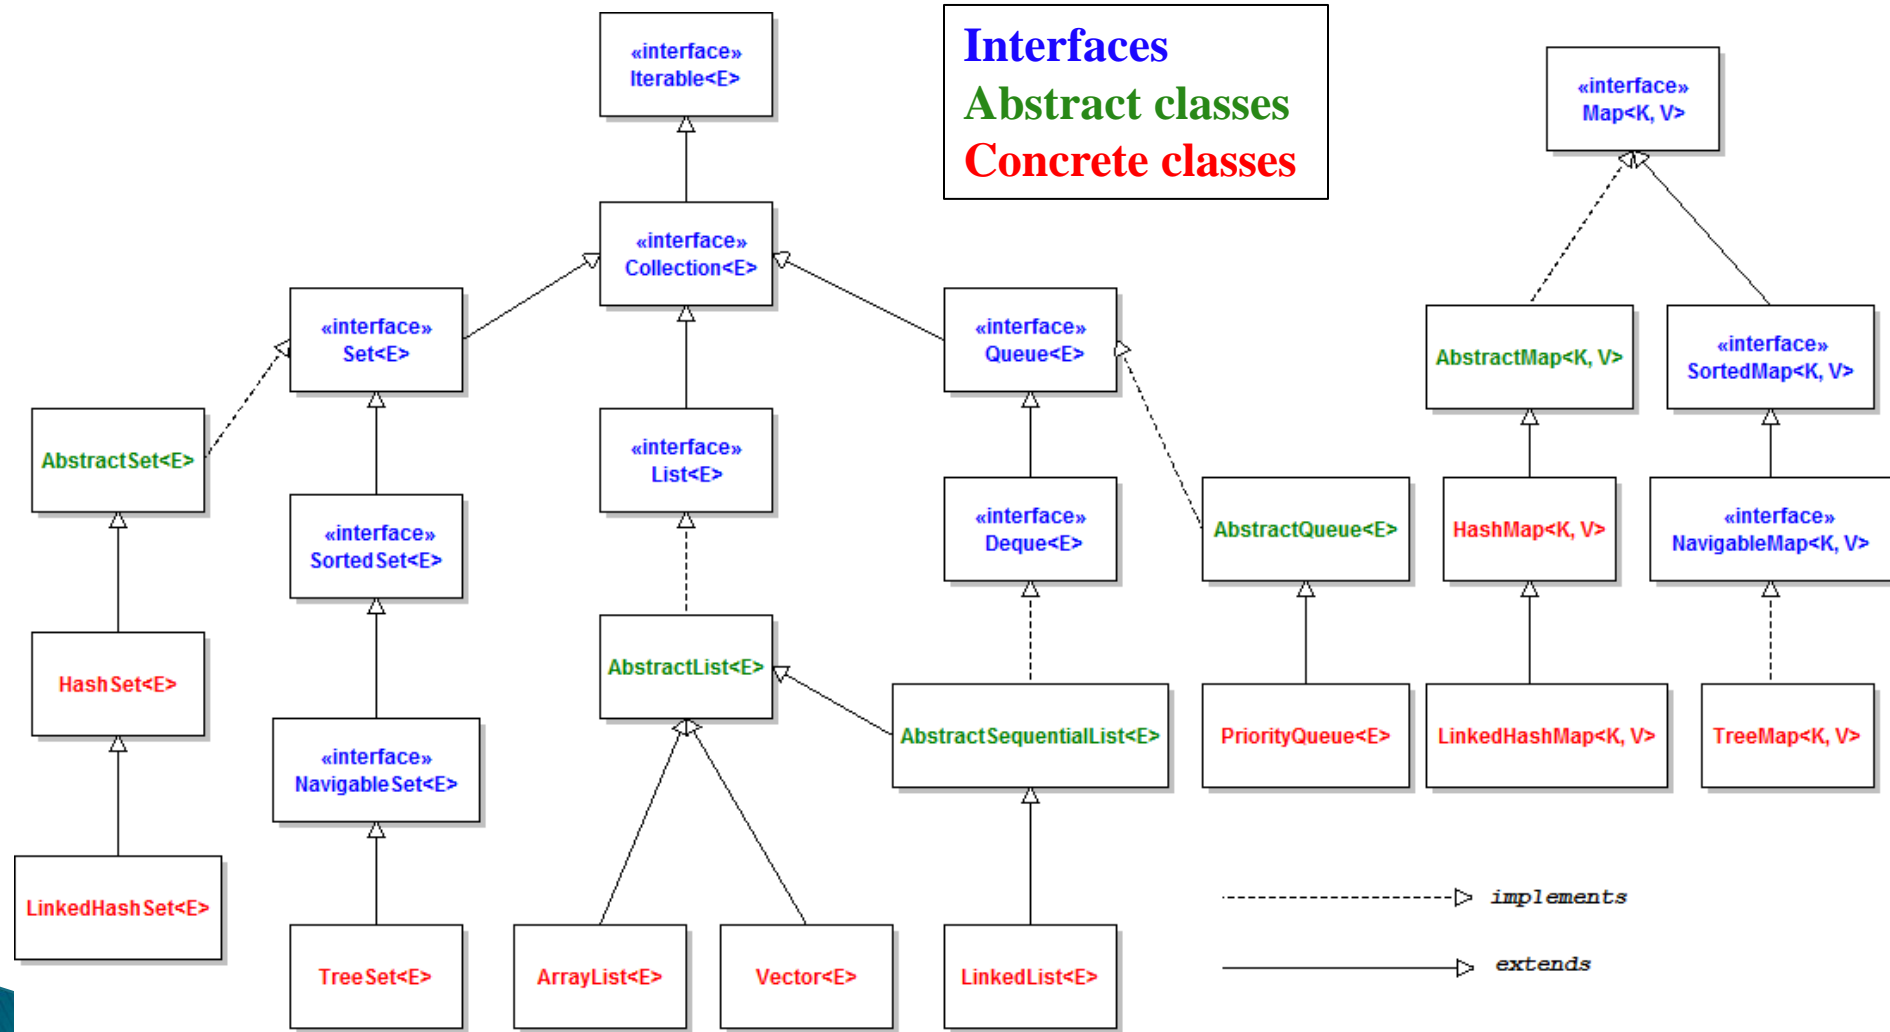 «interface»
Iterable<E>
Interfaces
Abstract classes
Concrete classes
«interface»
Map<K, V>
«interface»
Collection<E>
«interface»
Set<E>
«interface»
Queue<E>
AbstractMap<K, V>
«interface»
SortedMap<K, V>
AbstractSet<E>
«interface»
List<E>
«interface»
SortedSet<E>
«interface»
Deque<E>
AbstractQueue<E>
HashMap<K, V>
«interface»
NavigableMap<K, V>
HashSet<E>
AbstractList<E>
«interface»
NavigableSet<E>
AbstractSequentialList<E>
PriorityQueue<E>
LinkedHashMap<K, V>
TreeMap<K, V>
LinkedHashSet<E>
implements
TreeSet<E>
ArrayList<E>
Vector<E>
LinkedList<E>
extends